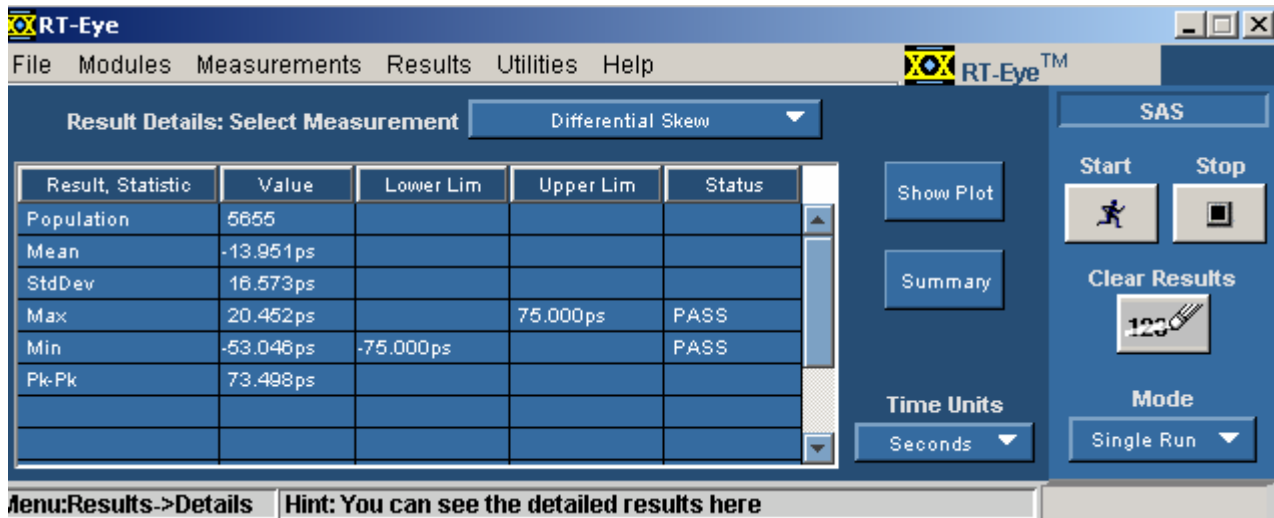 RT-Eye
File Modules Measurements Results Utilities Help
RT-Eye™
Result Details: Select Measurement Differential Skew
SAS
Result, Statistic Value Lower Lim Upper Lim Status
Population 5655
Mean -13.951ps
StdDev 16.573ps
Max 20.452ps 75.000ps PASS
Min -53.046ps -75.000ps PASS
Pk-Pk 73.498ps
Show Plot
Summary
Time Units
Seconds
Start Stop
Clear Results
123
Mode
Single Run
Menu:Results->Details Hint: You can see the detailed results here